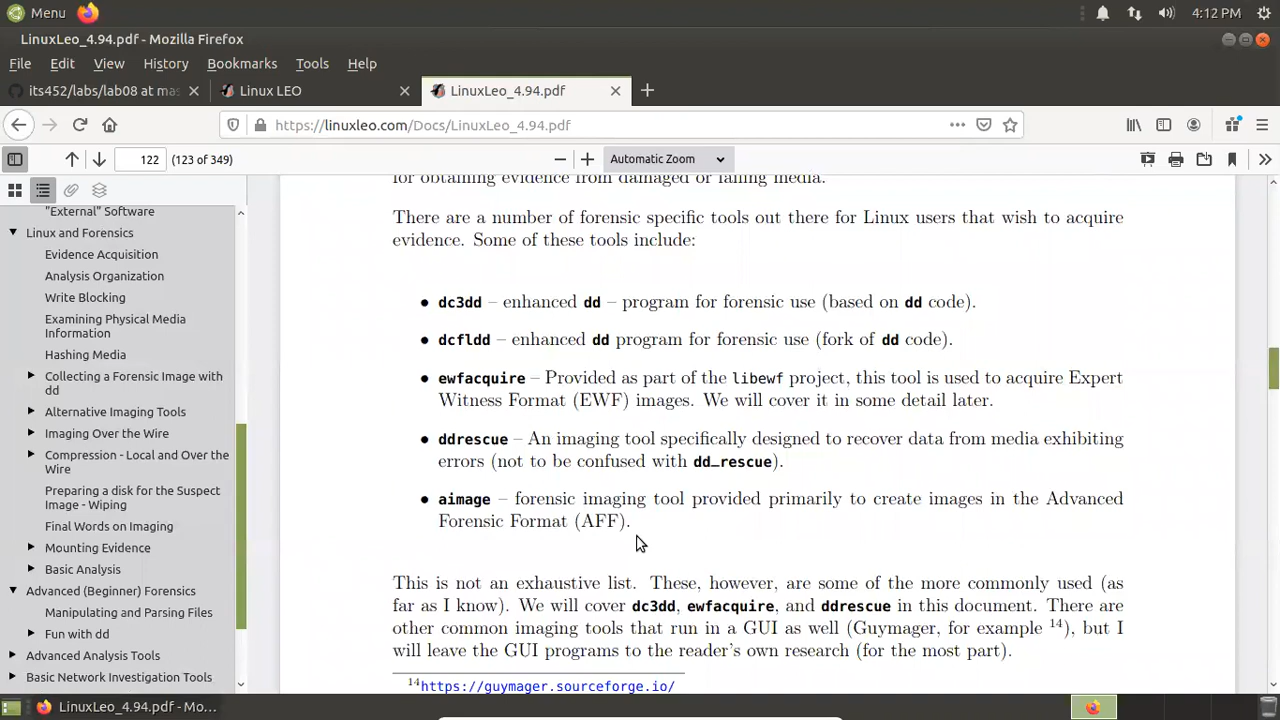 Menu
4:12 PM
LinuxLeo_4.94.pdf - Mozilla Firefox
File Edit View History Bookmarks Tools Help
its452/labs/lab08 at mas
Linux LEO
LinuxLeo_4.94.pdf
https://linuxleo.com/Docs/LinuxLeo_4.94.pdf
122 (123 of 349)
Automatic Zoom
"External" Software
Linux and Forensics
Evidence Acquisition
Analysis Organization
Write Blocking
Examining Physical Media
Information
Hashing Media
Collecting a Forensic Image with
dd
Alternative Imaging Tools
Imaging Over the Wire
Compression - Local and Over the
Wire
Preparing a disk for the Suspect
Image - Wiping
Final Words on Imaging
Mounting Evidence
Basic Analysis
Advanced (Beginner) Forensics
Manipulating and Parsing Files
Fun with dd
Advanced Analysis Tools
Basic Network Investigation Tools
for obtaining evidence from damaged or failing media.
There are a number of forensic specific tools out there for Linux users that wish to acquire
evidence. Some of these tools include:
• dc3dd – enhanced dd – program for forensic use (based on dd code).
• dcfldd – enhanced dd program for forensic use (fork of dd code).
• ewfacquire – Provided as part of the libewf project, this tool is used to acquire Expert
Witness Format (EWF) images. We will cover it in some detail later.
• ddrescue – An imaging tool specifically designed to recover data from media exhibiting
errors (not to be confused with dd_rescue).
• aimage – forensic imaging tool provided primarily to create images in the Advanced
Forensic Format (AFF).
This is not an exhaustive list. These, however, are some of the more commonly used (as
far as I know). We will cover dc3dd, ewfacquire, and ddrescue in this document. There are
other common imaging tools that run in a GUI as well (Guymager, for example 14), but I
will leave the GUI programs to the reader's own research (for the most part).
14https://guymager.sourceforge.io/
LinuxLeo_4.94.pdf - Mo...